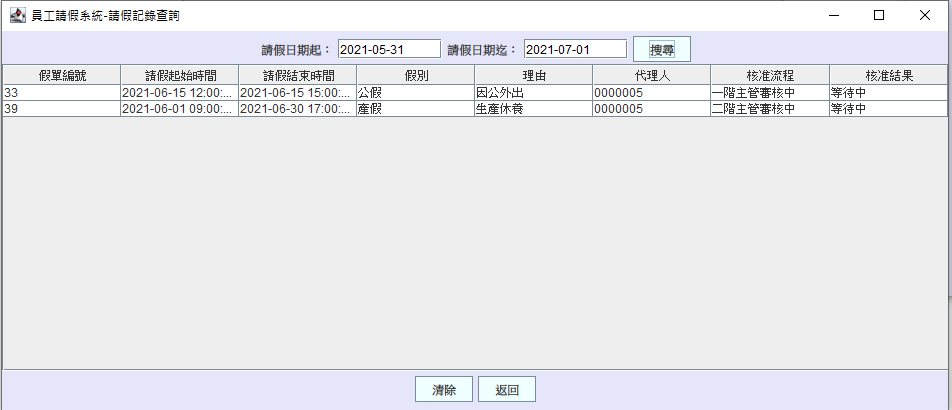 員工請假系統-請假記錄查詢
請假日期起： 2021-05-31 請假日期迄： 2021-07-01 搜尋
假單編號 請假起始時間 請假結束時間 假別 理由 代理人 核准流程 核准結果
33 2021-06-15 12:00:... 2021-06-15 15:00:... 公假 因公外出 0000005 一階主管審核中 等待中
39 2021-06-01 09:00:... 2021-06-30 17:00:... 產假 生產休養 0000005 二階主管審核中 等待中
清除 返回